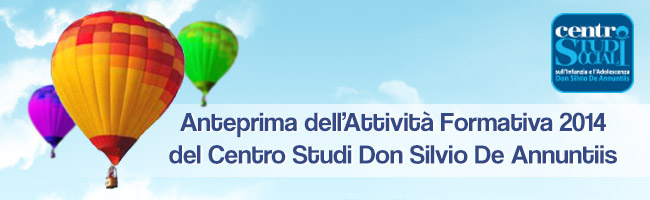 centro
STUDI
SOCIALI
sull'Infanzia e l'Adolescenza
Don Silvio De Annuntiis
Anteprima dell'Attività Formativa 2014
del Centro Studi Don Silvio De Annuntiis